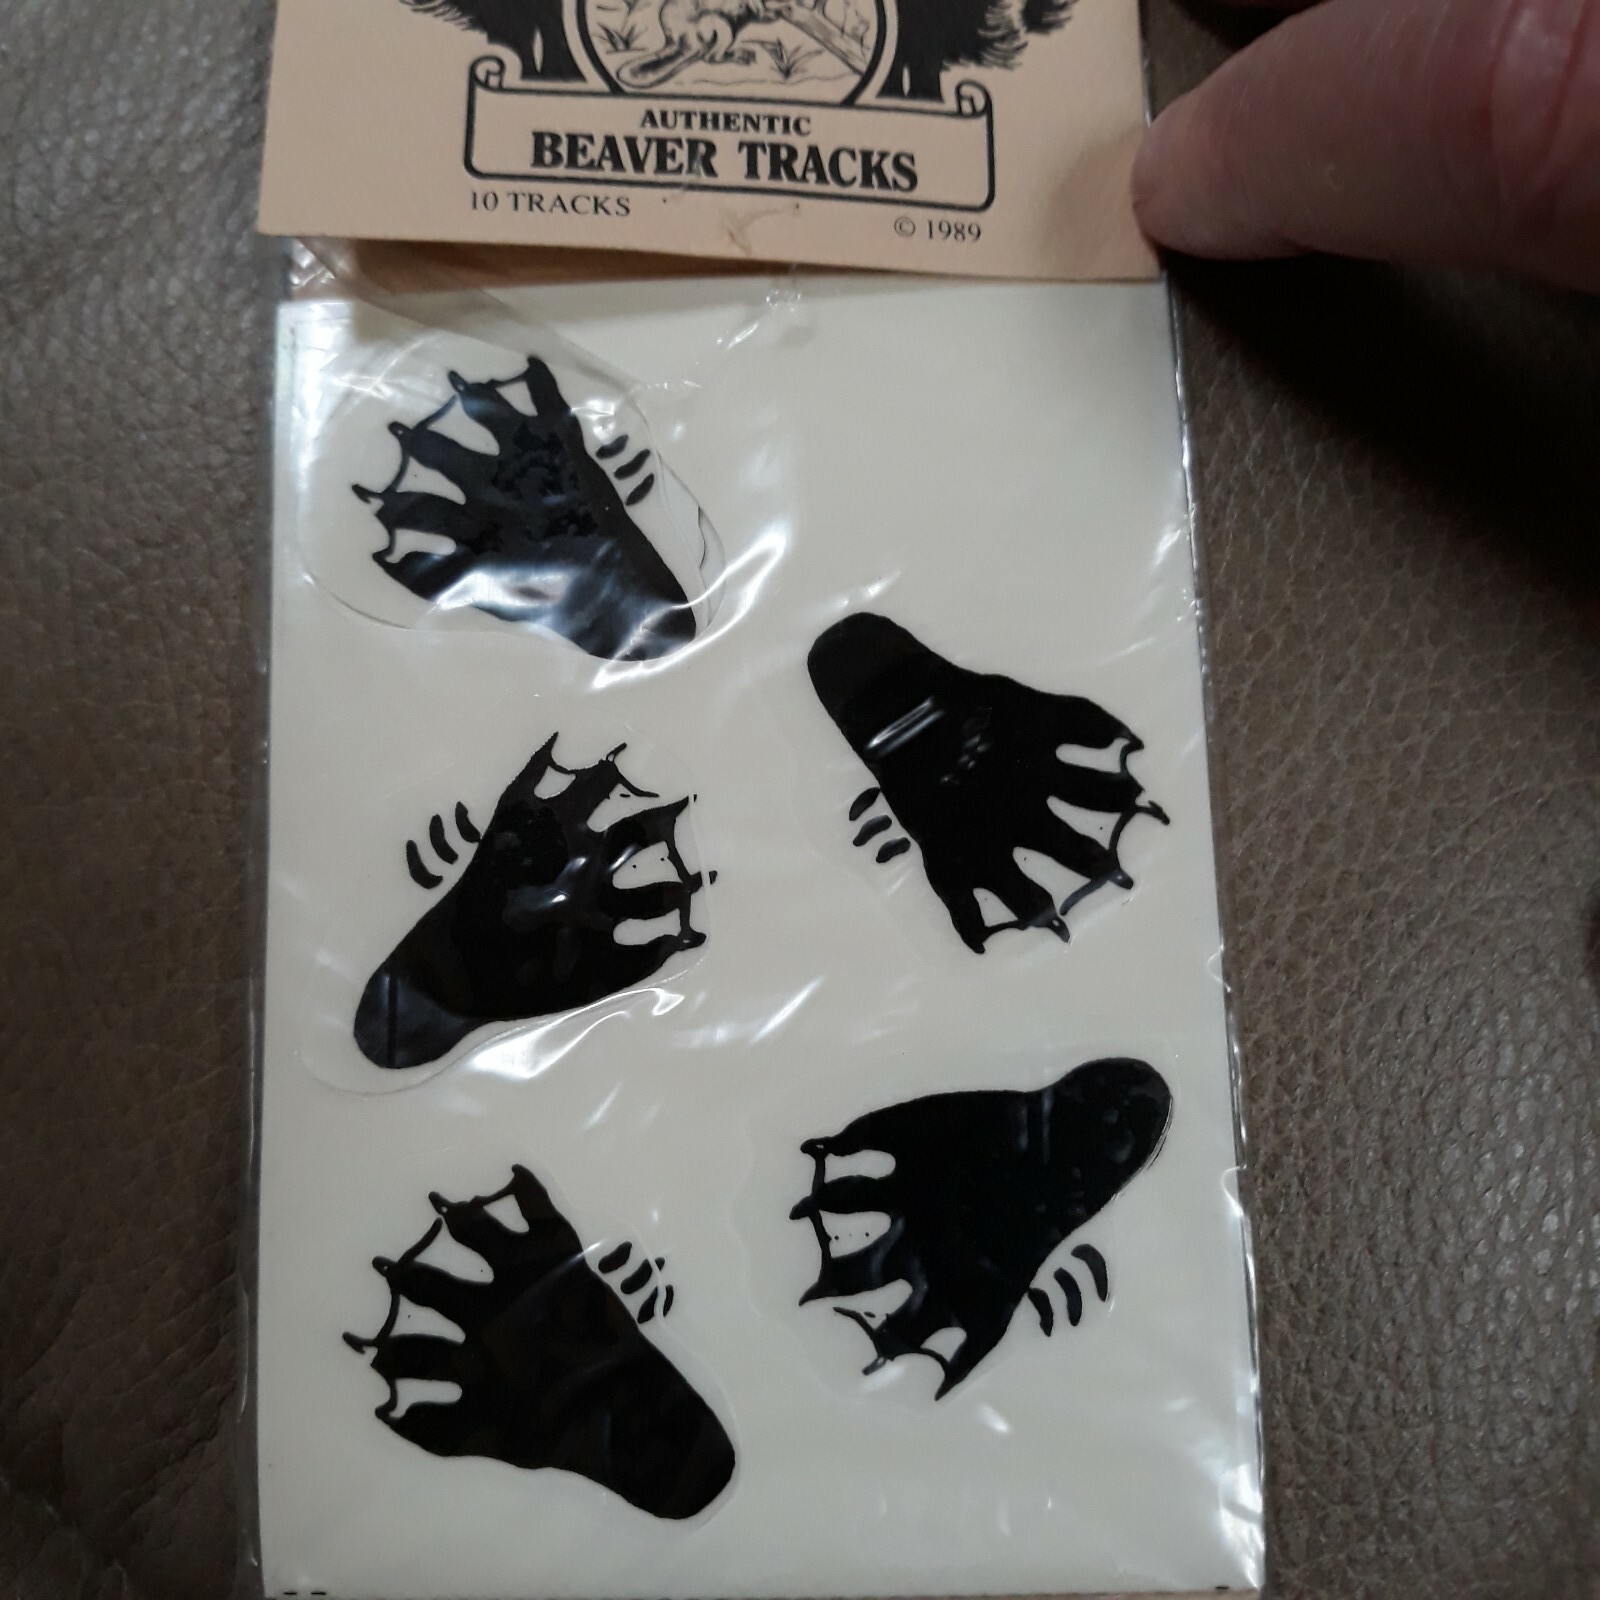 AUTHENTIC
BEAVER TRACKS
10 TRACKS
© 1989